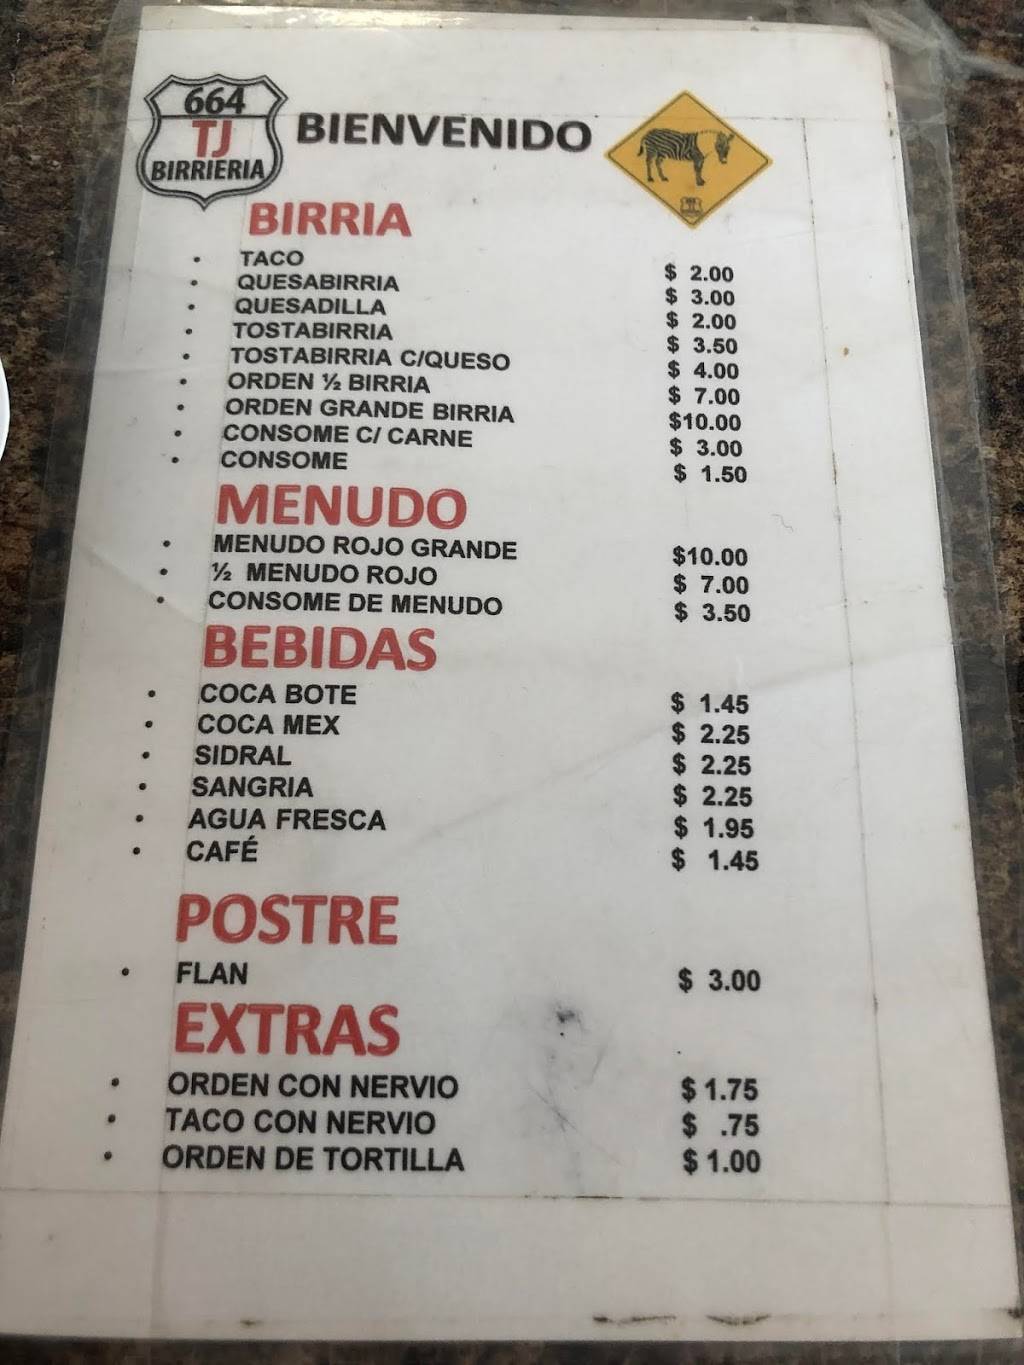 664
TJ
BIRRIERIA
BIENVENIDO
BIRRIA
• TACO $ 2.00
• QUESABIRRIA $ 3.00
• QUESADILLA $ 2.00
• TOSTABIRRIA $ 3.50
• TOSTABIRRIA C/QUESO $ 4.00
• ORDEN ½ BIRRIA $ 7.00
• ORDEN GRANDE BIRRIA $10.00
• CONSOME C/ CARNE $ 3.00
• CONSOME $ 1.50
MENUDO
• MENUDO ROJO GRANDE $10.00
• ½ MENUDO ROJO $ 7.00
• CONSOME DE MENUDO $ 3.50
BEBIDAS
• COCA BOTE $ 1.45
• COCA MEX $ 2.25
• SIDRAL $ 2.25
• SANGRIA $ 2.25
• AGUA FRESCA $ 1.95
• CAFÉ $ 1.45
POSTRE
• FLAN $ 3.00
EXTRAS
• ORDEN CON NERVIO $ 1.75
• TACO CON NERVIO $ .75
• ORDEN DE TORTILLA $ 1.00